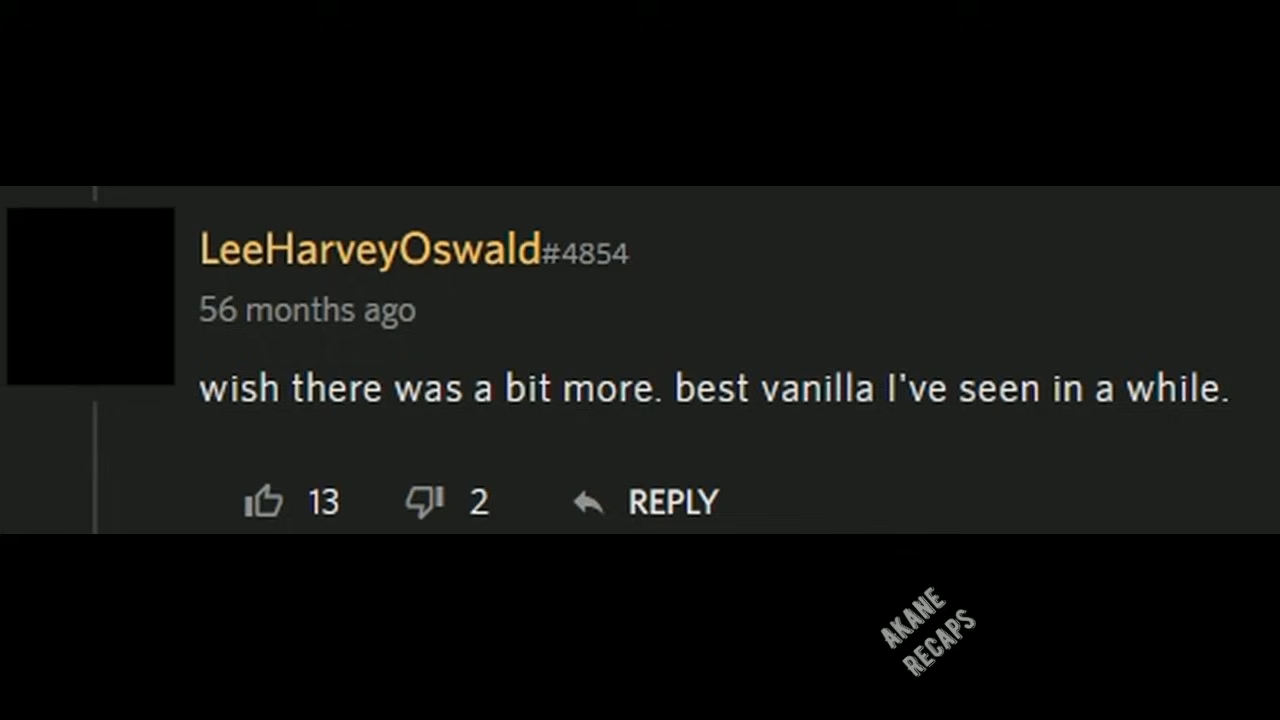 LeeHarveyOswald#4854
56 months ago
wish there was a bit more. best vanilla I've seen in a while.
13 2 REPLY
AKANE
RECAPS